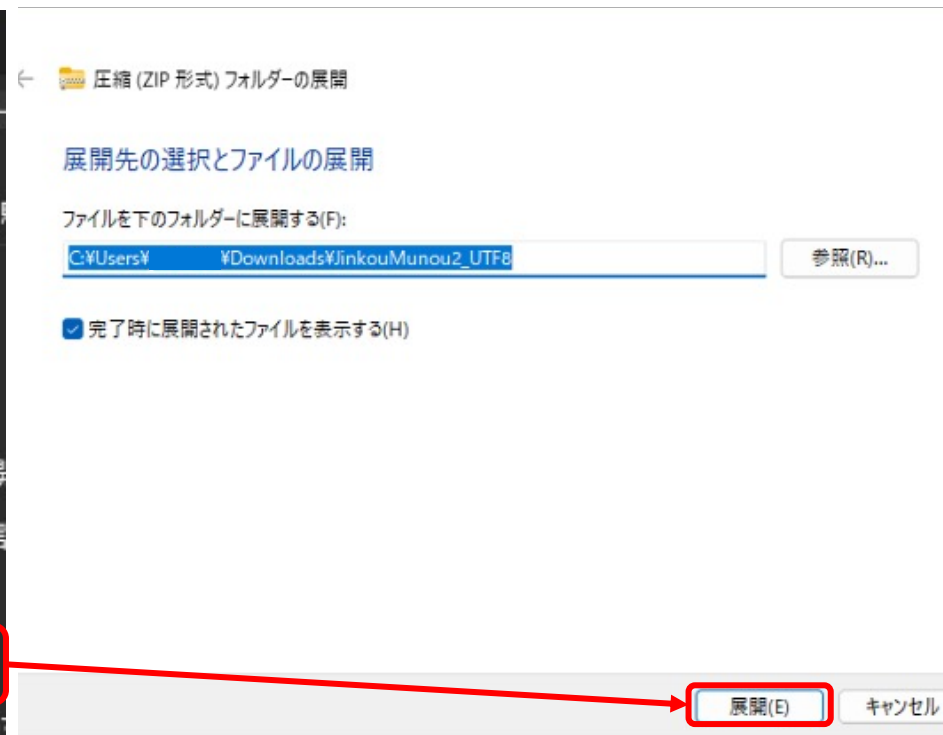 圧縮 (ZIP 形式) フォルダーの展開
展開先の選択とファイルの展開
ファイルを下のフォルダーに展開する(F):
C:¥Users¥ ¥Downloads¥JinkouMunou2_UTF8
参照(R)...
完了時に展開されたファイルを表示する(H)
展開(E)
キャンセル